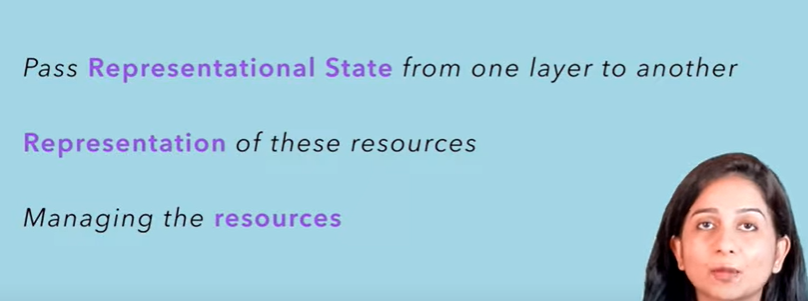 Pass Representational State from one layer to another
Representation of these resources
Managing the resources